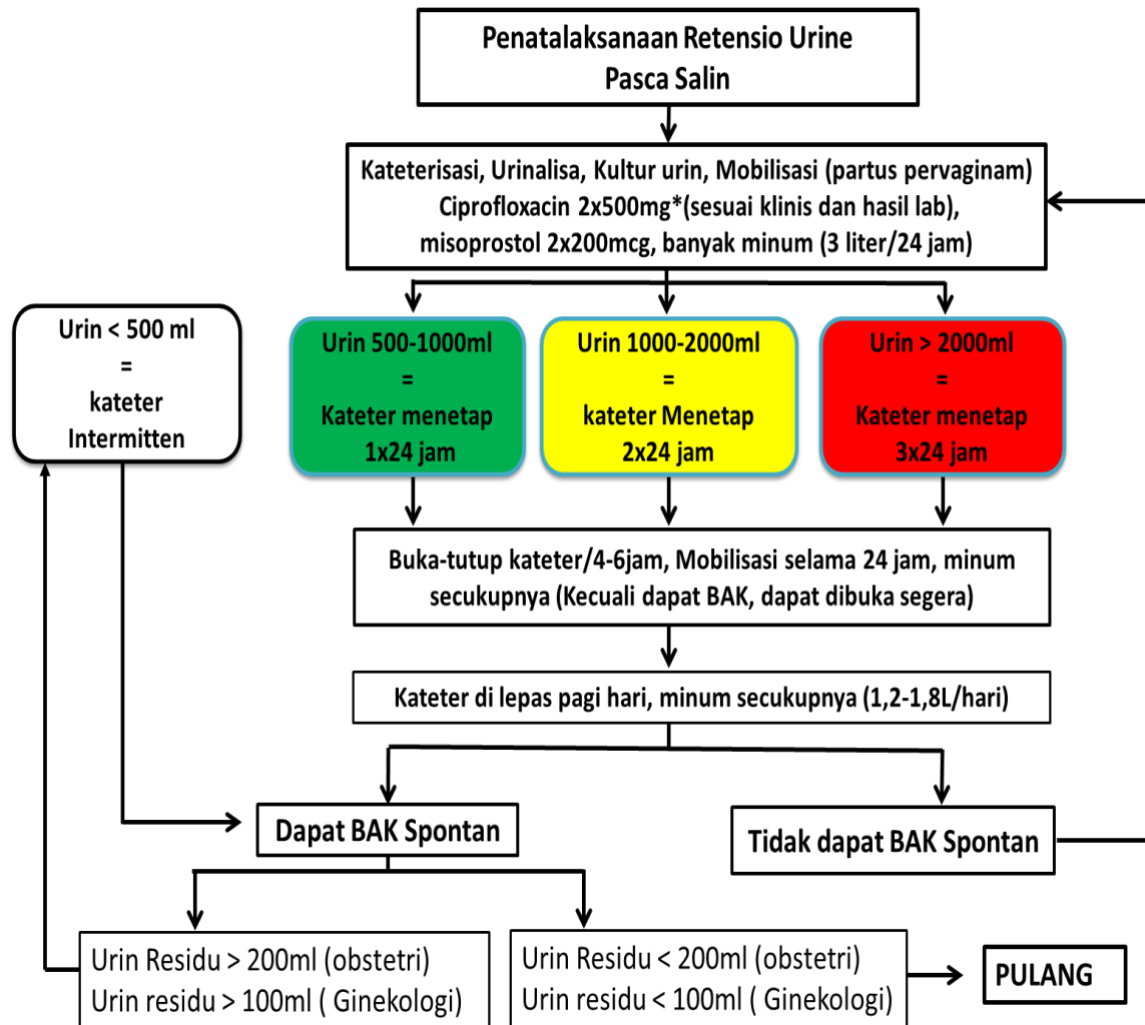 Penatalaksanaan Retensio Urine
Pasca Salin
Kateterisasi, Urinalisa, Kultur urin, Mobilisasi (partus pervaginam)
Ciprofloxacin 2x500mg*(sesuai klinis dan hasil lab),
misoprostol 2x200mcg, banyak minum (3 liter/24 jam)
Urin < 500 ml
=
kateter
Intermitten
Urin 500-1000ml
=
Kateter menetap
1x24 jam
Urin 1000-2000ml
=
kateter Menetap
2x24 jam
Urin > 2000ml
=
Kateter menetap
3x24 jam
Buka-tutup kateter/4-6jam, Mobilisasi selama 24 jam, minum
secukupnya (Kecuali dapat BAK, dapat dibuka segera)
Kateter di lepas pagi hari, minum secukupnya (1,2-1,8L/hari)
Dapat BAK Spontan
Tidak dapat BAK Spontan
Urin Residu > 200ml (obstetri)
Urin residu > 100ml ( Ginekologi)
Urin Residu < 200ml (obstetri)
Urin residu < 100ml ( Ginekologi)
PULANG